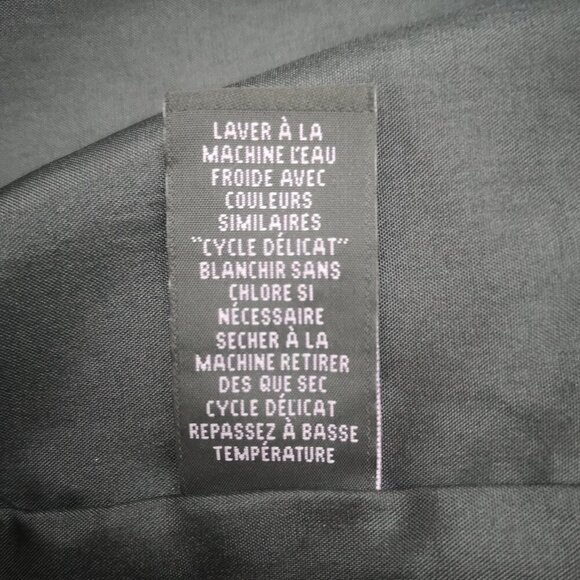 LAVER À LA
MACHINE L'EAU
FROIDE AVEC
COULEURS
SIMILAIRES
"CYCLE DÉLICAT"
BLANCHIR SANS
CHLORE SI
NÉCESSAIRE
SECHER À LA
MACHINE RETIRER
DES QUE SEC
CYCLE DÉLICAT
REPASSEZ À BASSE
TEMPÉRATURE